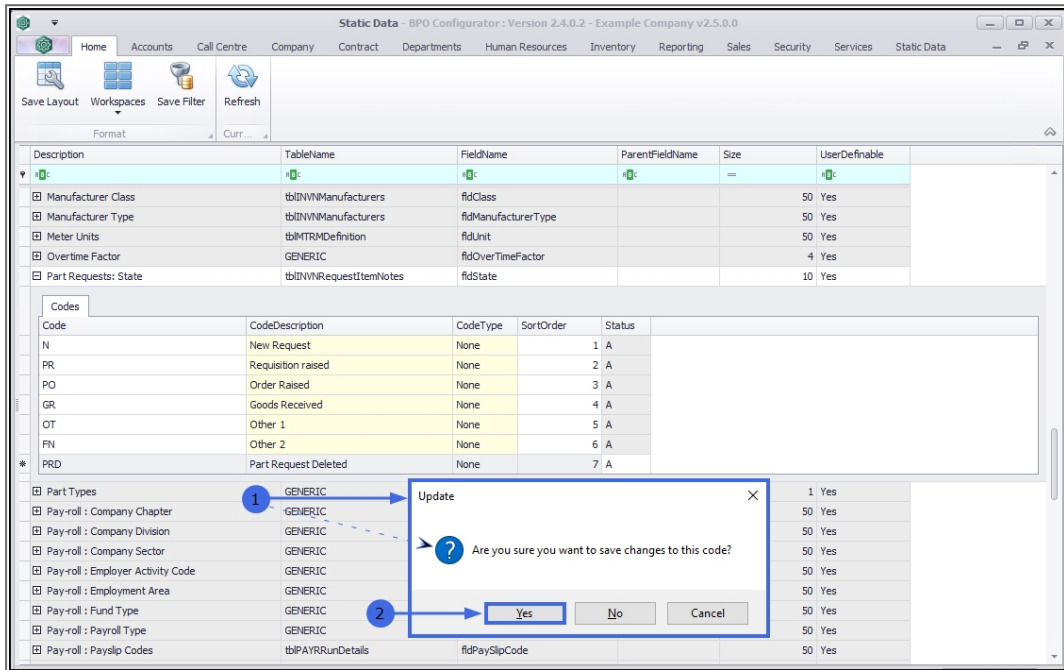 Static Data - BPO Configurator : Version 2.4.0.2 - Example Company v2.5.0.0
Home Accounts Call Centre Company Contract Departments Human Resources Inventory Reporting Sales Security Services Static Data
Save Layout Workspaces Save Filter Refresh
Format Curr...
Description TableName FieldName ParentFieldName Size UserDefinable
Manufacturer Class tblINVNManufacturers fldClass 50 Yes
Manufacturer Type tblINVNManufacturers fldManufacturerType 50 Yes
Meter Units tblMTRMDefinition fldUnit 50 Yes
Overtime Factor GENERIC fldOverTimeFactor 4 Yes
Part Requests: State tblINVNRequestItemNotes fldState 10 Yes
Codes
Code CodeDescription CodeType SortOrder Status
N New Request None 1 A
PR Requisition raised None 2 A
PO Order Raised None 3 A
GR Goods Received None 4 A
OT Other 1 None 5 A
FN Other 2 None 6 A
PRD Part Request Deleted None 7 A
Part Types GENERIC 1 Yes
Pay-roll : Company Chapter GENERIC 50 Yes
Pay-roll : Company Division GENERIC 50 Yes
Pay-roll : Company Sector GENERIC 50 Yes
Pay-roll : Employer Activity Code GENERIC 50 Yes
Pay-roll : Employment Area GENERIC 50 Yes
Pay-roll : Fund Type GENERIC 50 Yes
Pay-roll : Payroll Type GENERIC 50 Yes
Pay-roll : Payslip Codes tblPAYRRunDetails fldPaySlipCode 50 Yes
1
Update
Are you sure you want to save changes to this code?
2
Yes No Cancel